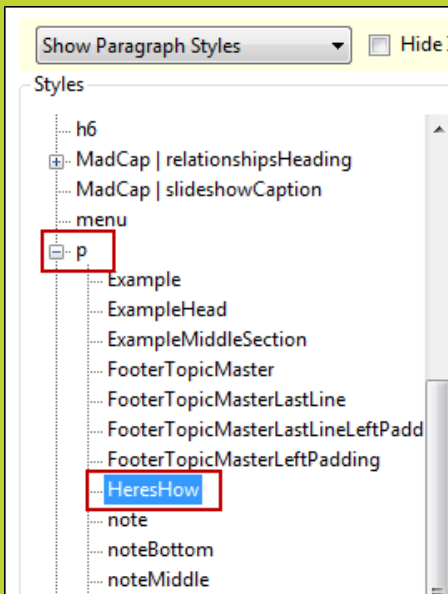 Show Paragraph Styles
Hide
Styles
h6
MadCap | relationshipsHeading
MadCap | slideshowCaption
menu
p
Example
ExampleHead
ExampleMiddleSection
FooterTopicMaster
FooterTopicMasterLastLine
FooterTopicMasterLastLineLeftPadd
FooterTopicMasterLeftPadding
HeresHow
note
noteBottom
noteMiddle